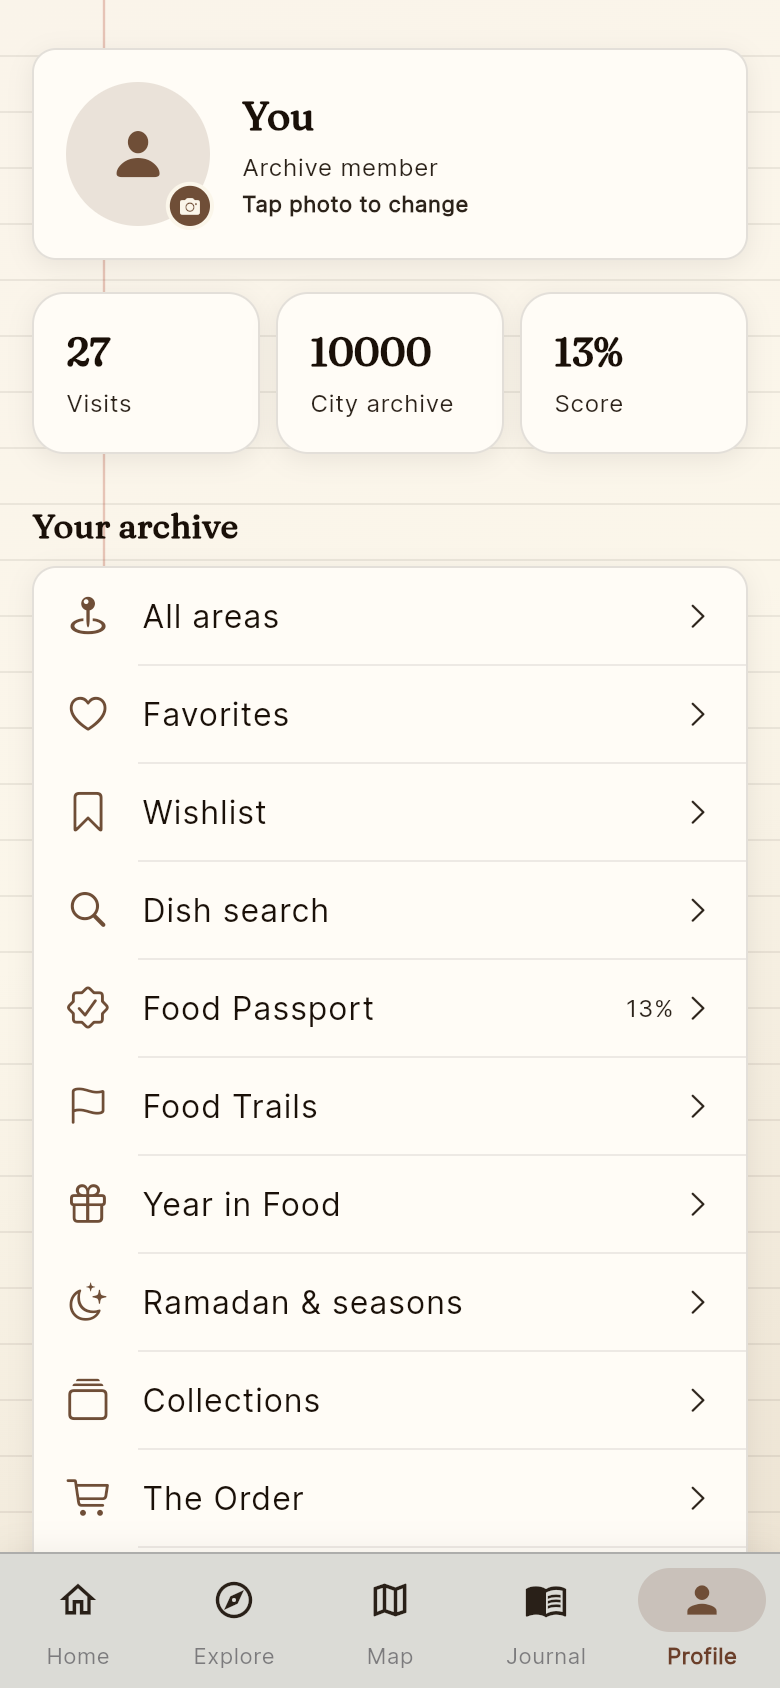 You
Archive member
Tap photo to change
27
Visits
10000
City archive
13%
Score
Your archive
All areas
Favorites
Wishlist
Dish search
Food Passport 13%
Food Trails
Year in Food
Ramadan & seasons
Collections
The Order
Home Explore Map Journal Profile